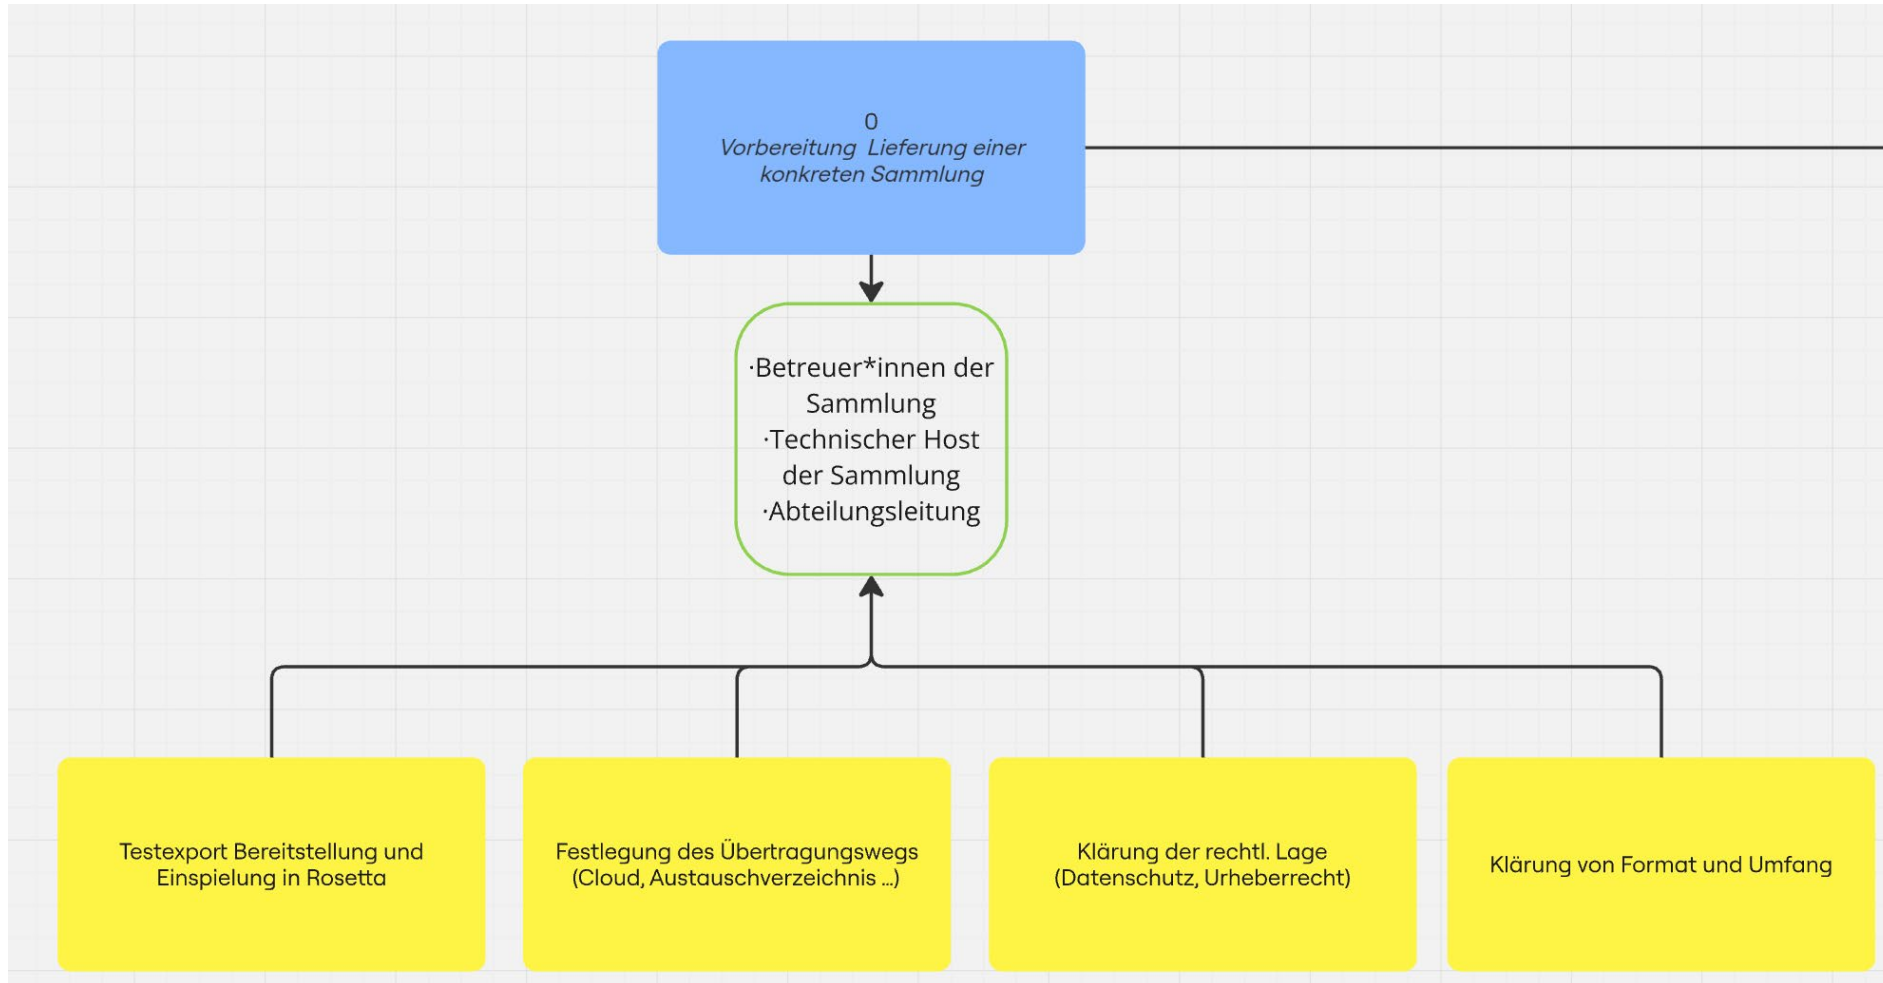 0
Vorbereitung Lieferung einer
konkreten Sammlung
·Betreuer*innen der
Sammlung
·Technischer Host
der Sammlung
·Abteilungsleitung
Testexport Bereitstellung und
Einspielung in Rosetta
Festlegung des Übertragungswegs
(Cloud, Austauschverzeichnis ...)
Klärung der rechtl. Lage
(Datenschutz, Urheberrecht)
Klärung von Format und Umfang